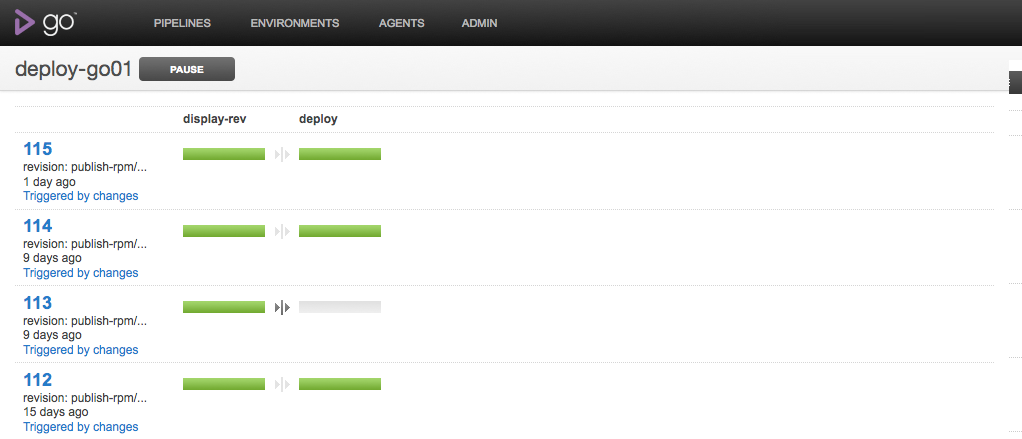 go™
PIPELINES ENVIRONMENTS AGENTS ADMIN
deploy-go01 PAUSE
display-rev deploy
115
revision: publish-rpm/...
1 day ago
Triggered by changes
114
revision: publish-rpm/...
9 days ago
Triggered by changes
113
revision: publish-rpm/...
9 days ago
Triggered by changes
112
revision: publish-rpm/...
15 days ago
Triggered by changes